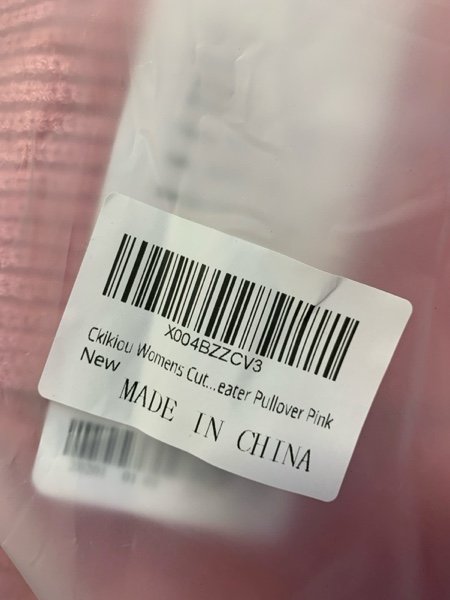 X004BZZCV3
Ckikiou Womens Cut...eater Pullover Pink
New
MADE IN CHINA